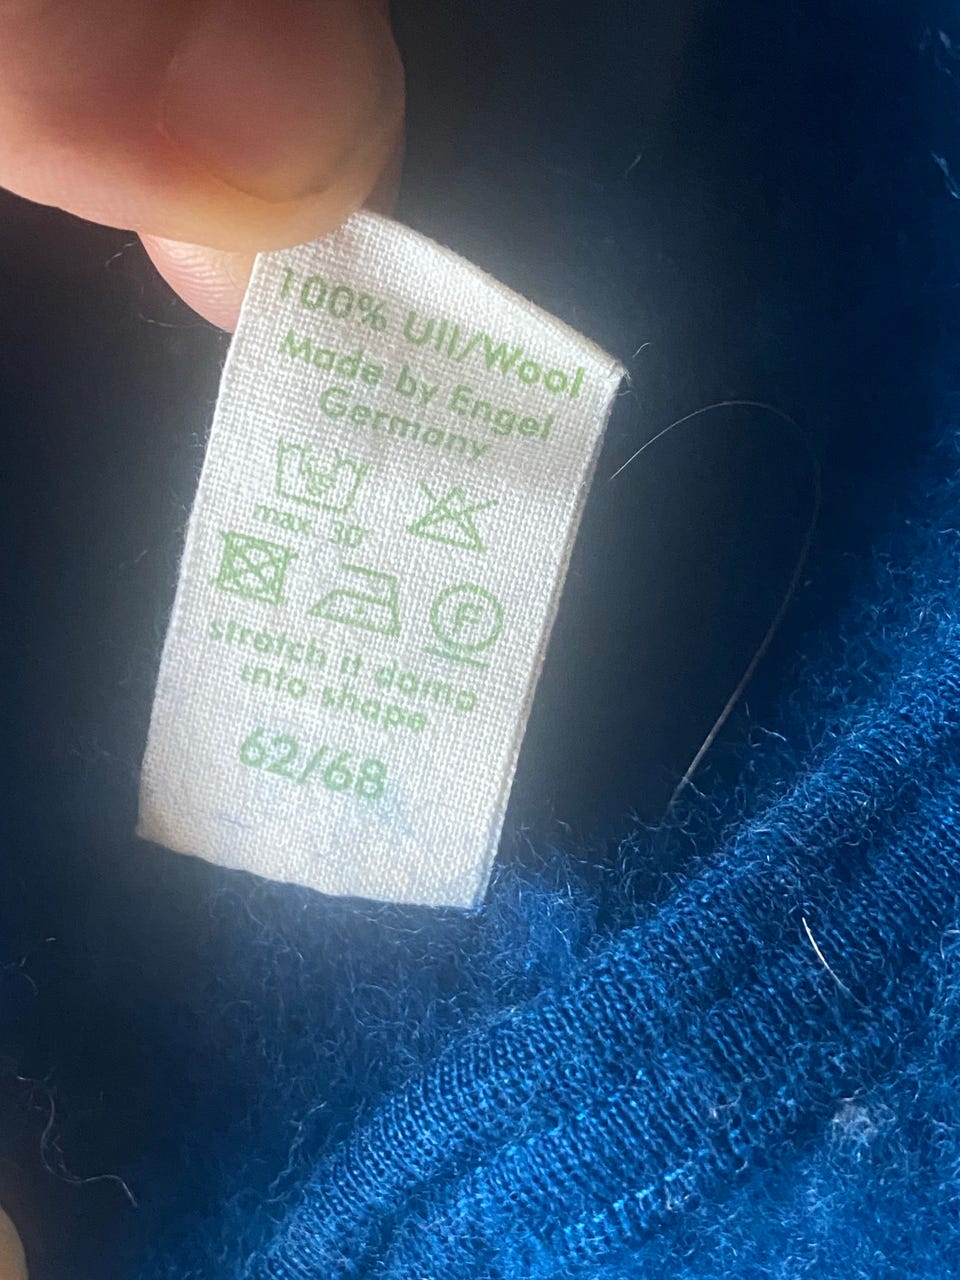 100% Ull/Wool
Made by Engel
Germany
max. 30°
F
stretch it damp
into shape
62/68